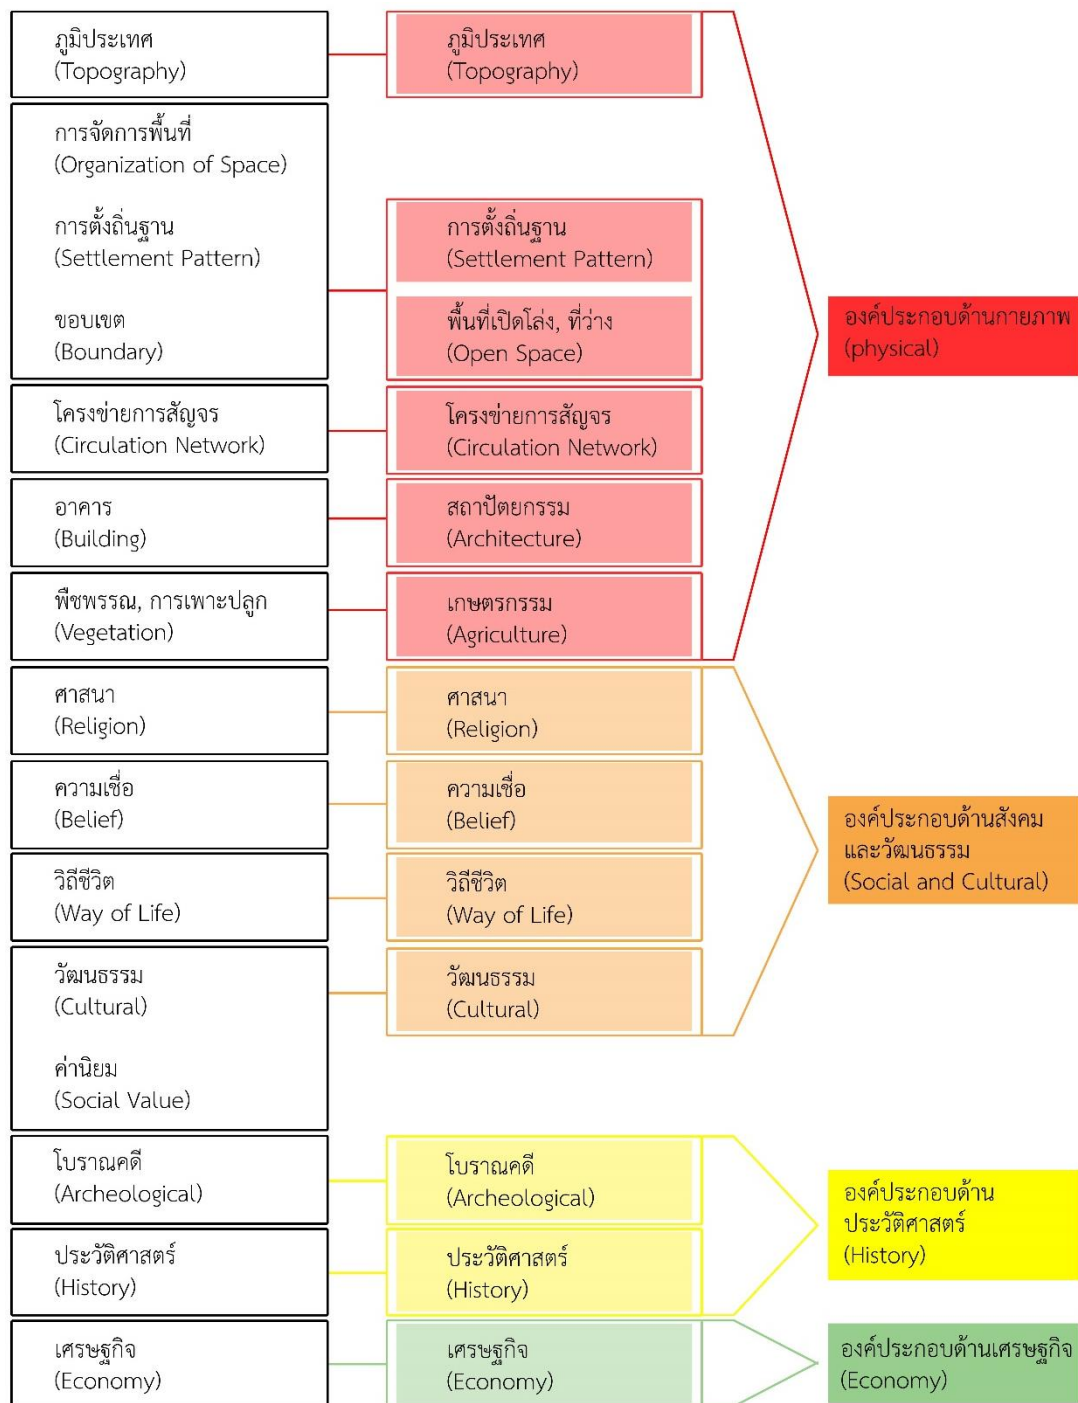 ภูมิประเทศ
(Topography)
การจัดการพื้นที่
(Organization of Space)
การตั้งถิ่นฐาน
(Settlement Pattern)
ขอบเขต
(Boundary)
โครงข่ายการสัญจร
(Circulation Network)
อาคาร
(Building)
พืชพรรณ, การเพาะปลูก
(Vegetation)
ศาสนา
(Religion)
ความเชื่อ
(Belief)
วิถีชีวิต
(Way of Life)
วัฒนธรรม
(Cultural)
ค่านิยม
(Social Value)
โบราณคดี
(Archeological)
ประวัติศาสตร์
(History)
เศรษฐกิจ
(Economy)
ภูมิประเทศ
(Topography)
การตั้งถิ่นฐาน
(Settlement Pattern)
พื้นที่เปิดโล่ง, ที่ว่าง
(Open Space)
โครงข่ายการสัญจร
(Circulation Network)
สถาปัตยกรรม
(Architecture)
เกษตรกรรม
(Agriculture)
ศาสนา
(Religion)
ความเชื่อ
(Belief)
วิถีชีวิต
(Way of Life)
วัฒนธรรม
(Cultural)
โบราณคดี
(Archeological)
ประวัติศาสตร์
(History)
เศรษฐกิจ
(Economy)
องค์ประกอบด้านกายภาพ
(physical)
องค์ประกอบด้านสังคม
และวัฒนธรรม
(Social and Cultural)
องค์ประกอบด้าน
ประวัติศาสตร์
(History)
องค์ประกอบด้านเศรษฐกิจ
(Economy)